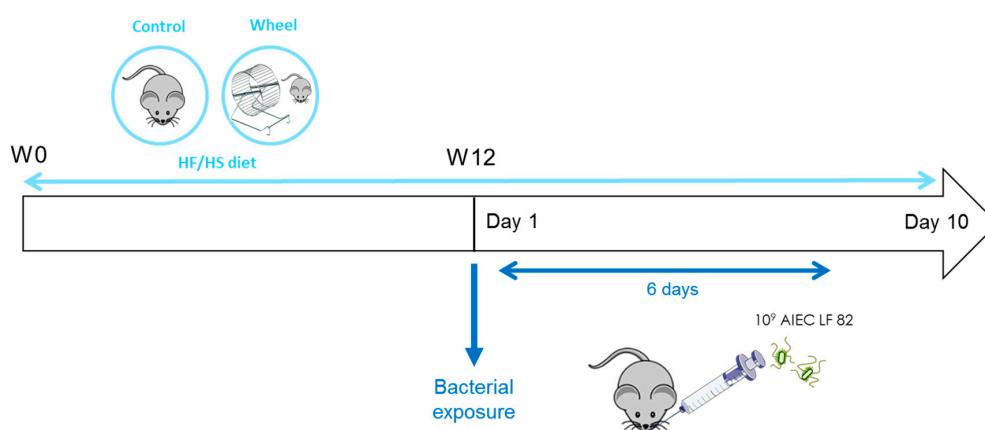 Control
Wheel
HF/HS diet
W0
W12
Day 1
Day 10
6 days
10⁹ AIEC LF 82
Bacterial
exposure